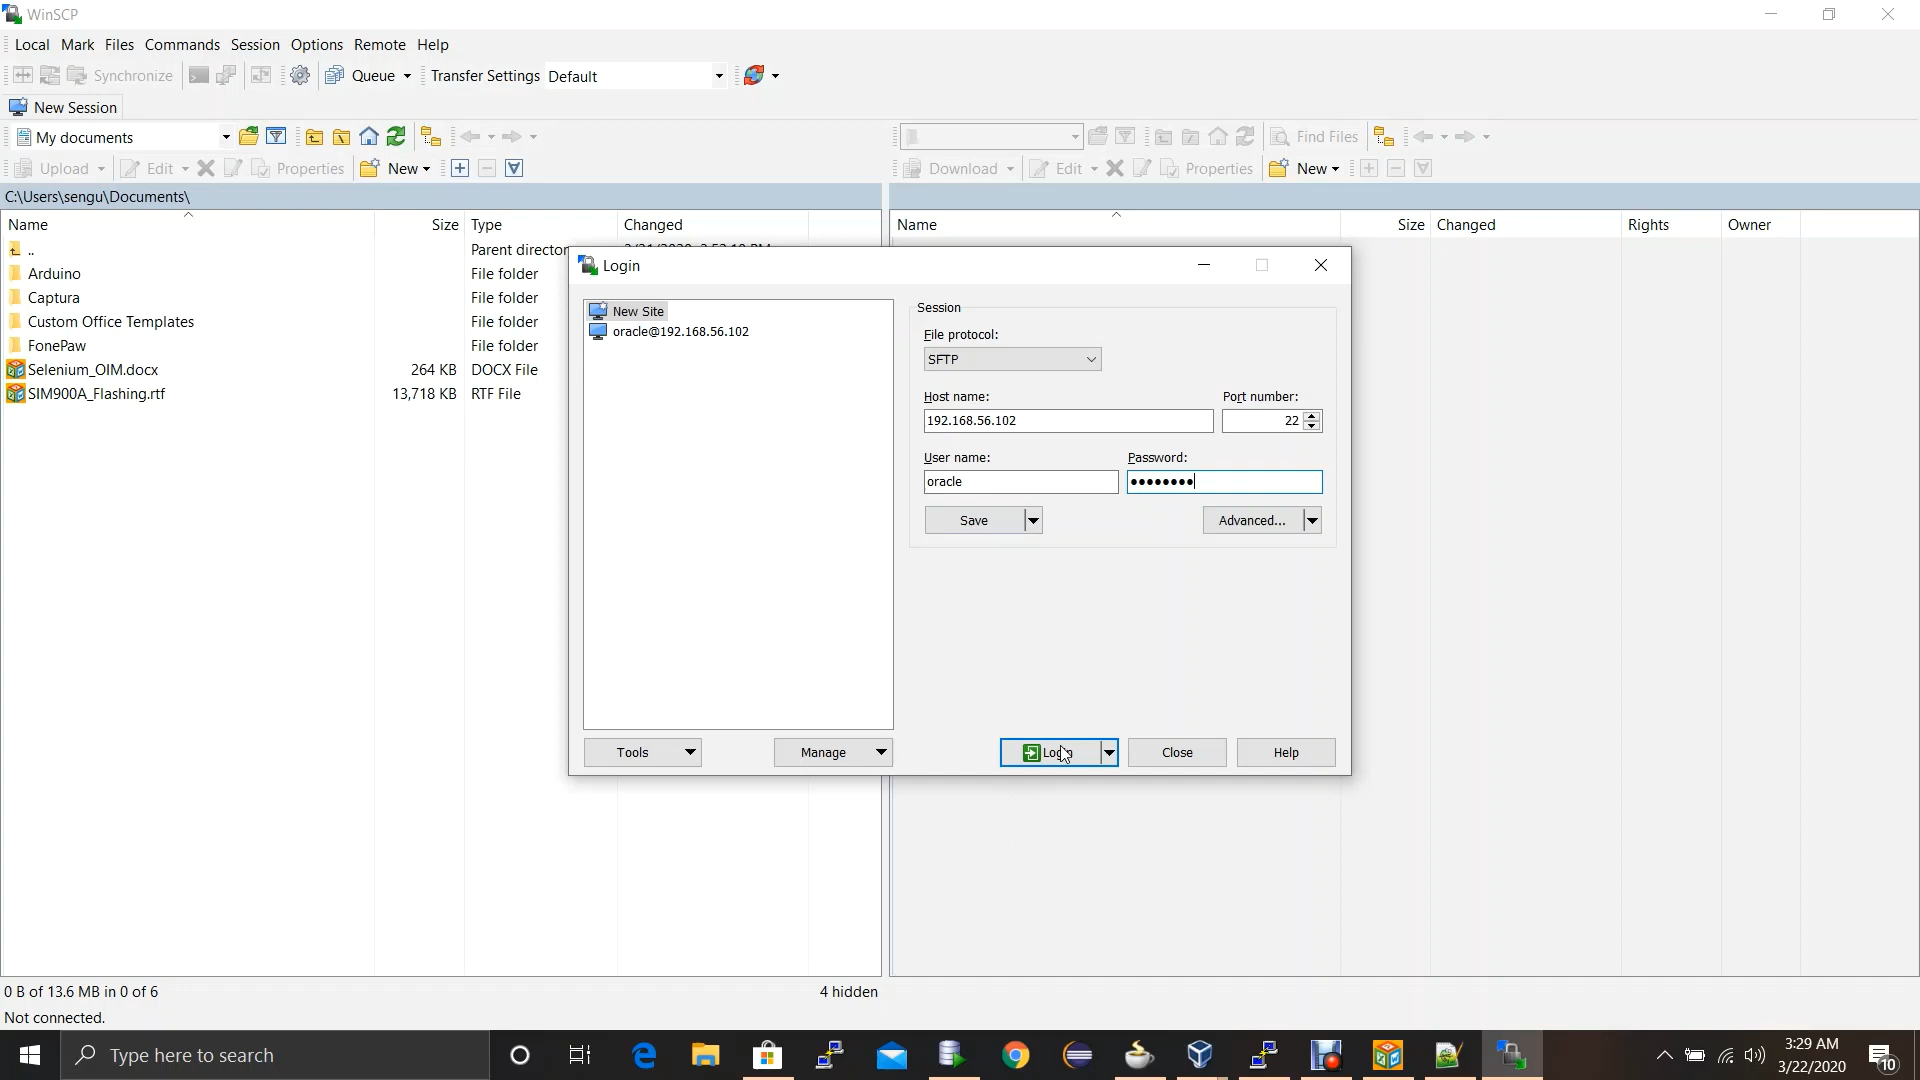 WinSCP
Local Mark Files Commands Session Options Remote Help
Synchronize Queue Transfer Settings Default
New Session
My documents Find Files
Upload Edit Properties New Download Edit Properties New
C:\Users\sengu\Documents\
Name Size Type Changed Name Size Changed Rights Owner
..
Parent director
Arduino File folder
Captura File folder
Custom Office Templates File folder
FonePaw File folder
Selenium_OIM.docx 264 KB DOCX File
SIM900A_Flashing.rtf 13,718 KB RTF File
Login
New Site
oracle@192.168.56.102
Session
File protocol:
SFTP
Host name: Port number:
192.168.56.102 22
User name: Password:
oracle ••••••••
Save Advanced...
Tools Manage Login Close Help
0 B of 13.6 MB in 0 of 6 4 hidden
Not connected.
Type here to search
3:29 AM
3/22/2020
10